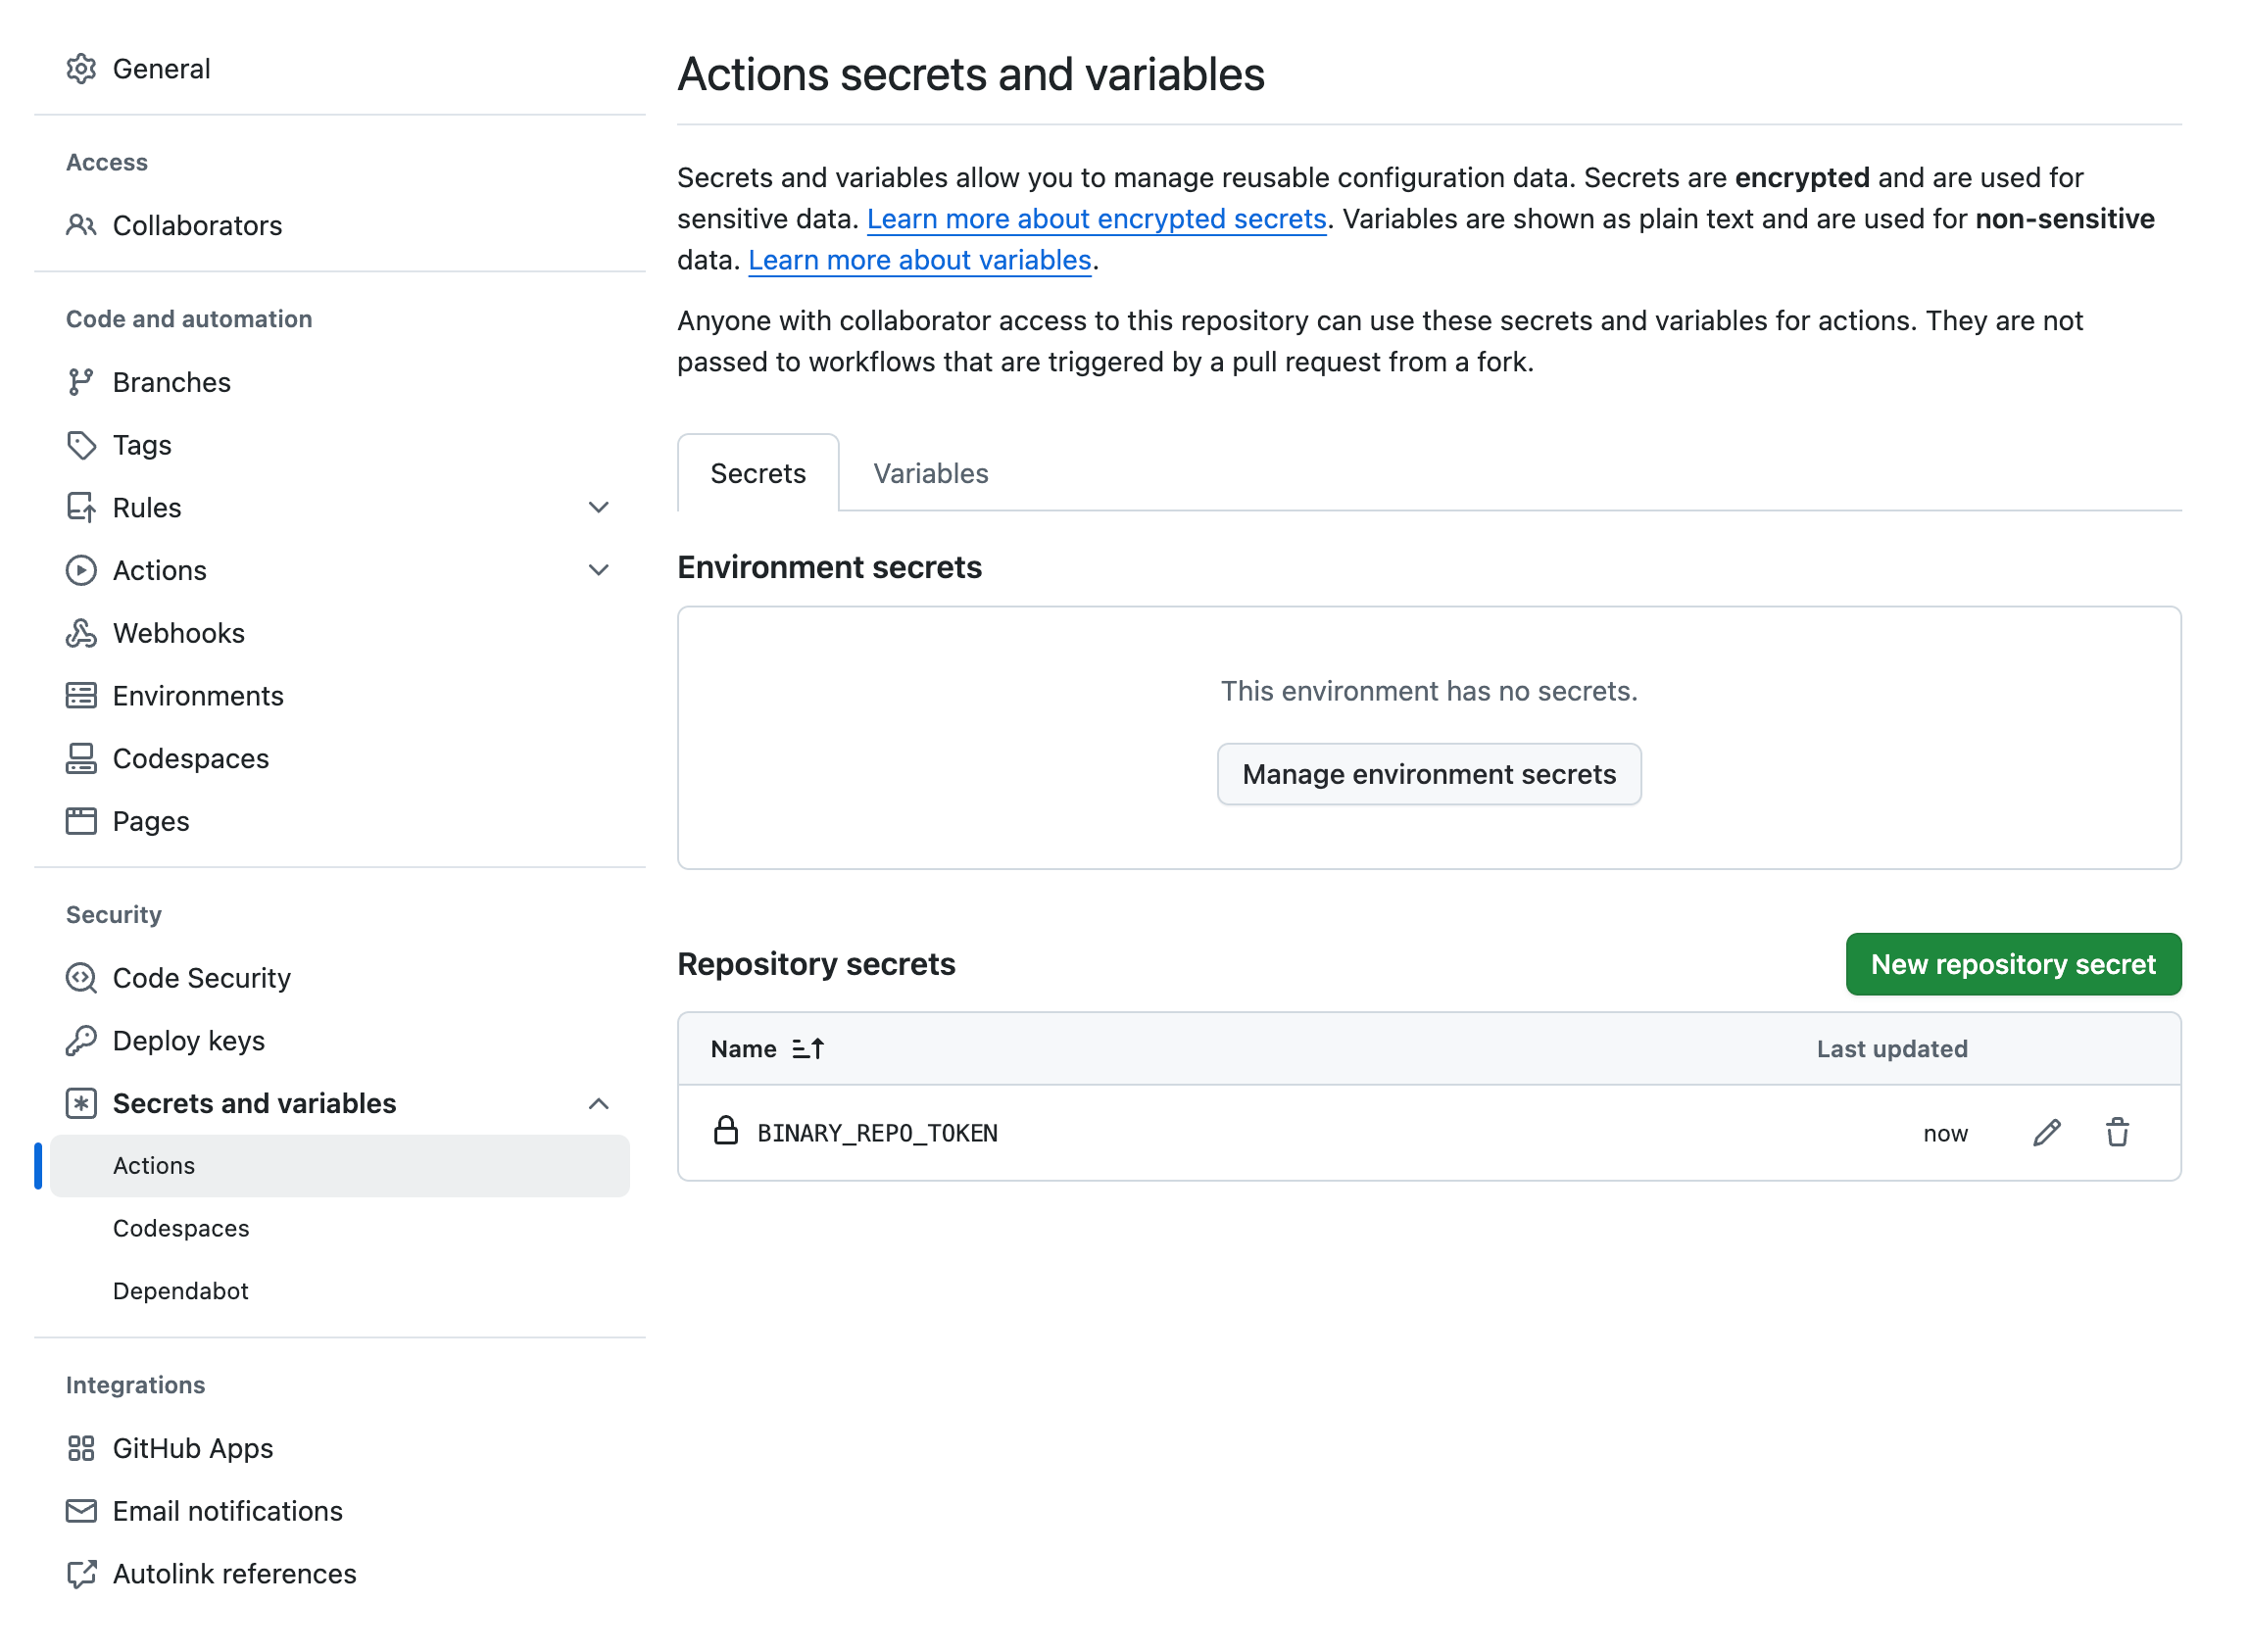 General
Access
Collaborators
Code and automation
Branches
Tags
Rules
Actions
Webhooks
Environments
Codespaces
Pages
Security
Code Security
Deploy keys
Secrets and variables
Actions
Codespaces
Dependabot
Integrations
GitHub Apps
Email notifications
Autolink references
Actions secrets and variables
Secrets and variables allow you to manage reusable configuration data. Secrets are encrypted and are used for
sensitive data. Learn more about encrypted secrets. Variables are shown as plain text and are used for non-sensitive
data. Learn more about variables.
Anyone with collaborator access to this repository can use these secrets and variables for actions. They are not
passed to workflows that are triggered by a pull request from a fork.
Secrets Variables
Environment secrets
This environment has no secrets.
Manage environment secrets
Repository secrets New repository secret
Name Last updated
BINARY_REPO_TOKEN now